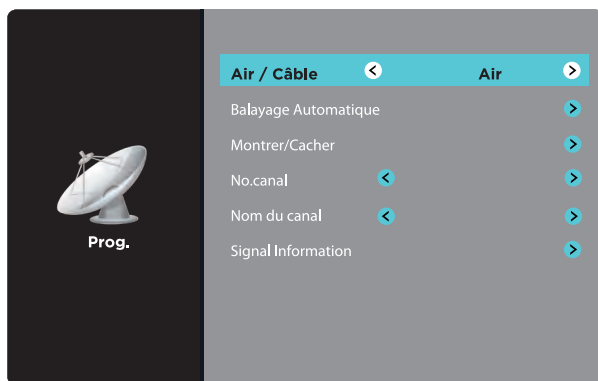 Air / Câble Air
Balayage Automatique
Montrer/Cacher
No.canal
Nom du canal
Signal Information
Prog.